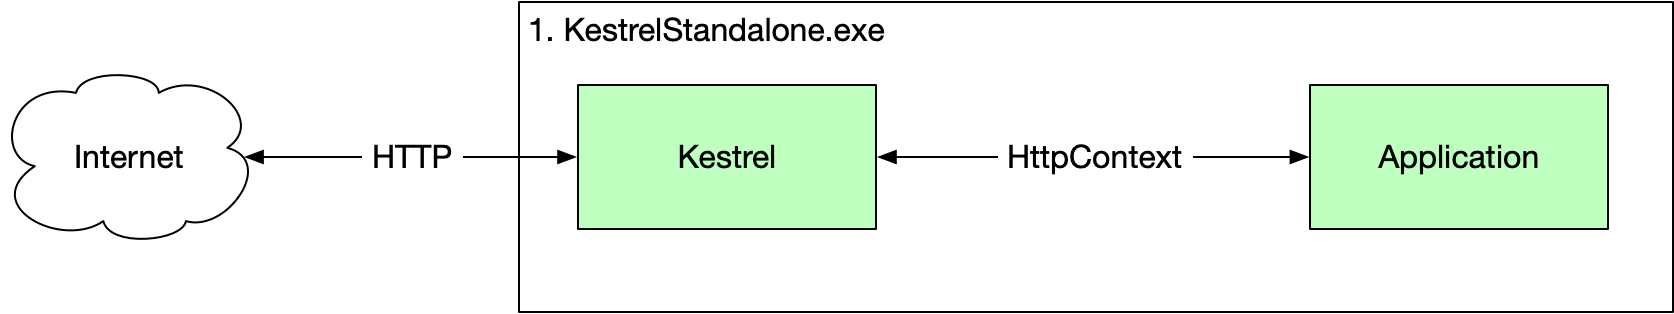 1. KestrelStandalone.exe
Internet
HTTP
Kestrel
HttpContext
Application